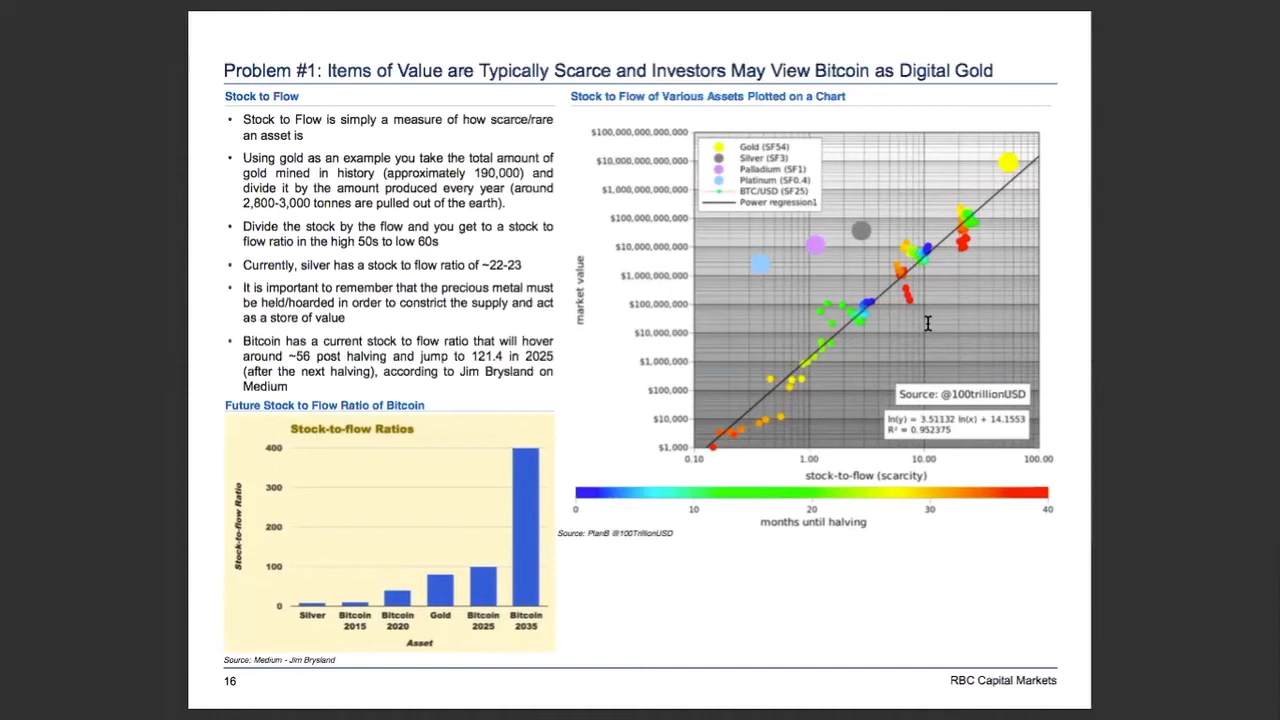 Problem #1: Items of Value are Typically Scarce and Investors May View Bitcoin as Digital Gold
Stock to Flow
• Stock to Flow is simply a measure of how scarce/rare
an asset is
• Using gold as an example you take the total amount of
gold mined in history (approximately 190,000) and
divide it by the amount produced every year (around
2,800-3,000 tonnes are pulled out of the earth).
• Divide the stock by the flow and you get to a stock to
flow ratio in the high 50s to low 60s
• Currently, silver has a stock to flow ratio of ~22-23
• It is important to remember that the precious metal must
be held/hoarded in order to constrict the supply and act
as a store of value
• Bitcoin has a current stock to flow ratio that will hover
around ~56 post halving and jump to 121.4 in 2025
(after the next halving), according to Jim Brysland on
Medium
Future Stock to Flow Ratio of Bitcoin
Stock-to-flow Ratios
Stock-to-flow Ratio
400
300
200
100
0
Silver
Bitcoin 2015
Bitcoin 2020
Gold
Bitcoin 2025
Bitcoin 2035
Asset
Source: Medium - Jim Brysland
Stock to Flow of Various Assets Plotted on a Chart
market value
$100,000,000,000,000
$10,000,000,000,000
$1,000,000,000,000
$100,000,000,000
$10,000,000,000
$1,000,000,000
$100,000,000
$10,000,000
$1,000,000
$100,000
$10,000
$1,000
Gold (SF54)
Silver (SF3)
Palladium (SF1)
Platinum (SF0.4)
BTC/USD (SF25)
Power regression1
Source: @100trillionUSD
ln(y) = 3.51132 ln(x) + 14.1553
R² = 0.952375
0.10 1.00 10.00 100.00
stock-to-flow (scarcity)
0 10 20 30 40
months until halving
Source: PlanB @100TrillionUSD
16
RBC Capital Markets